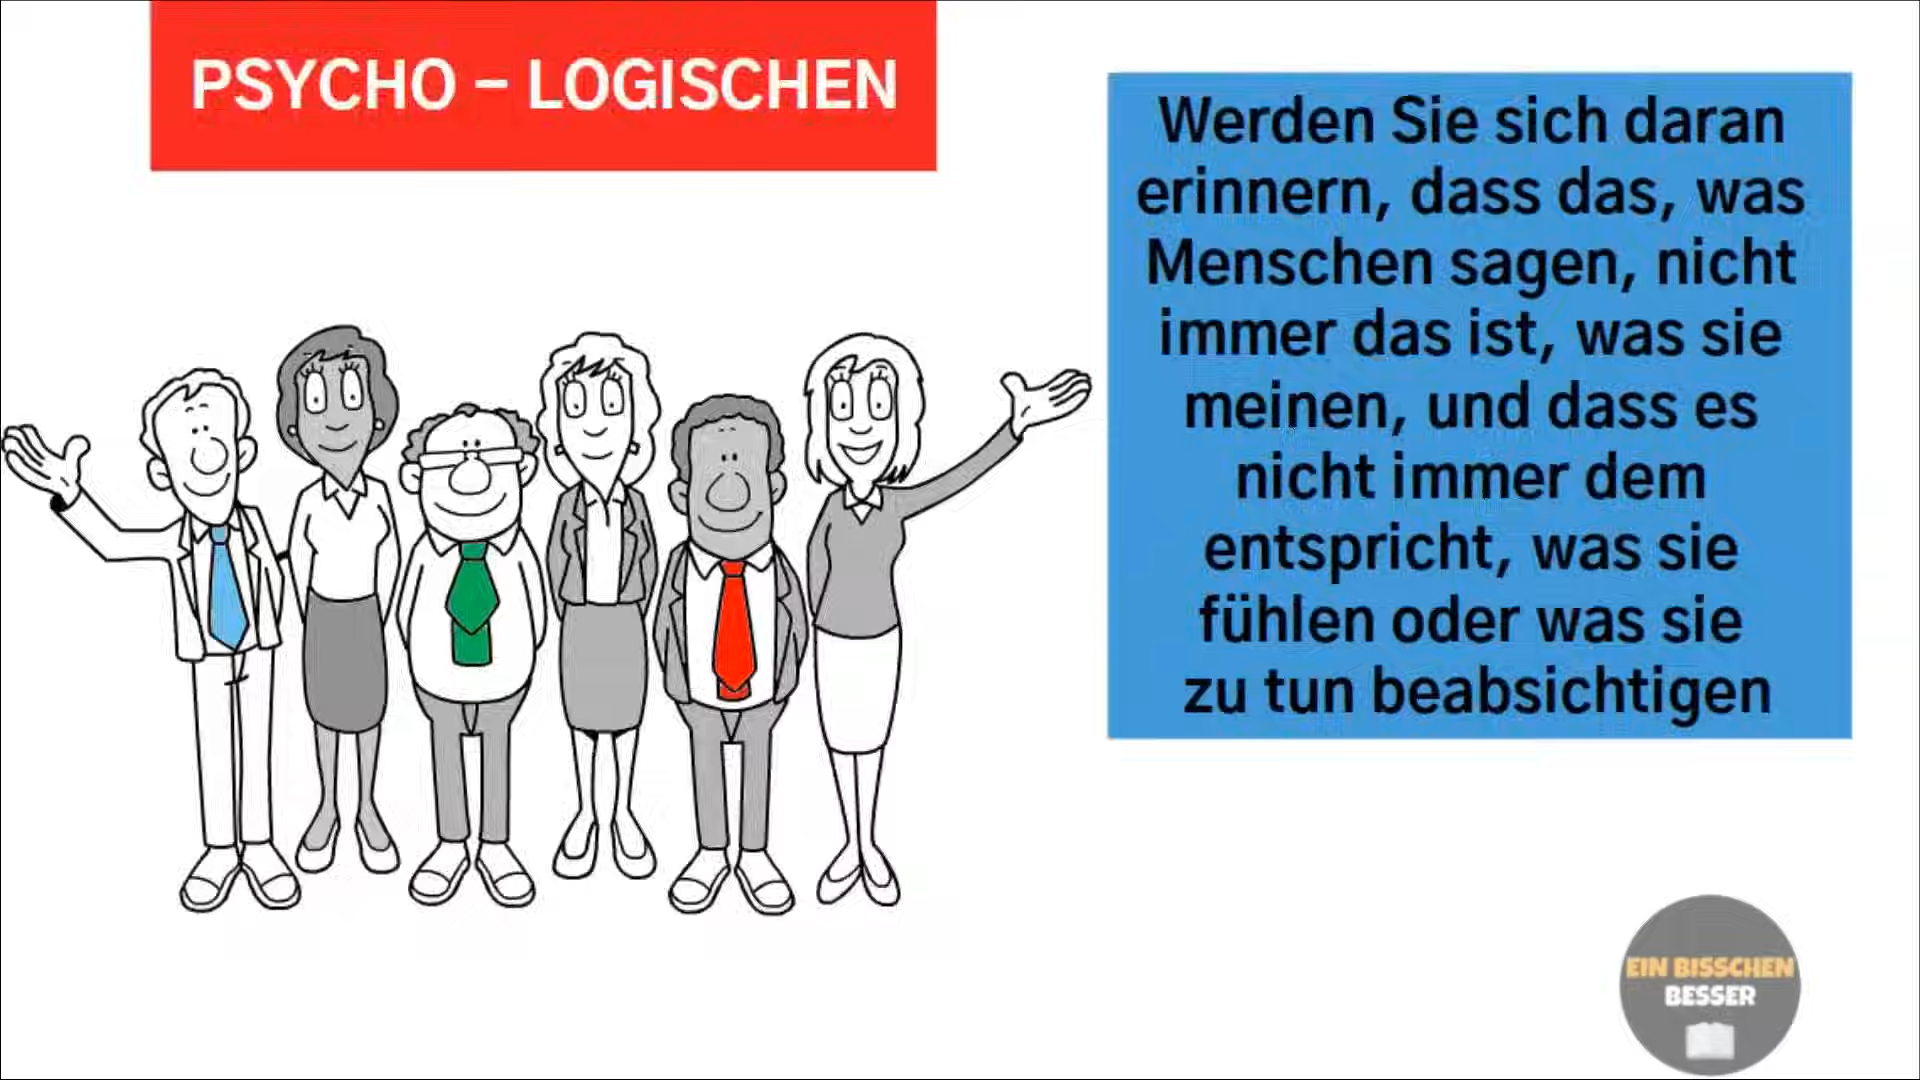 PSYCHO – LOGISCHEN
Werden Sie sich daran
erinnern, dass das, was
Menschen sagen, nicht
immer das ist, was sie
meinen, und dass es
nicht immer dem
entspricht, was sie
fühlen oder was sie
zu tun beabsichtigen
EIN BISSCHEN
BESSER